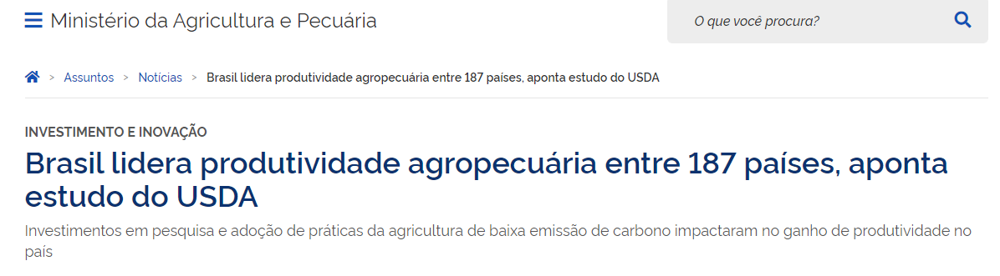 Ministério da Agricultura e Pecuária
O que você procura?
Assuntos > Notícias > Brasil lidera produtividade agropecuária entre 187 países, aponta estudo do USDA
INVESTIMENTO E INOVAÇÃO
Brasil lidera produtividade agropecuária entre 187 países, aponta
estudo do USDA
Investimentos em pesquisa e adoção de práticas da agricultura de baixa emissão de carbono impactaram no ganho de produtividade no
país